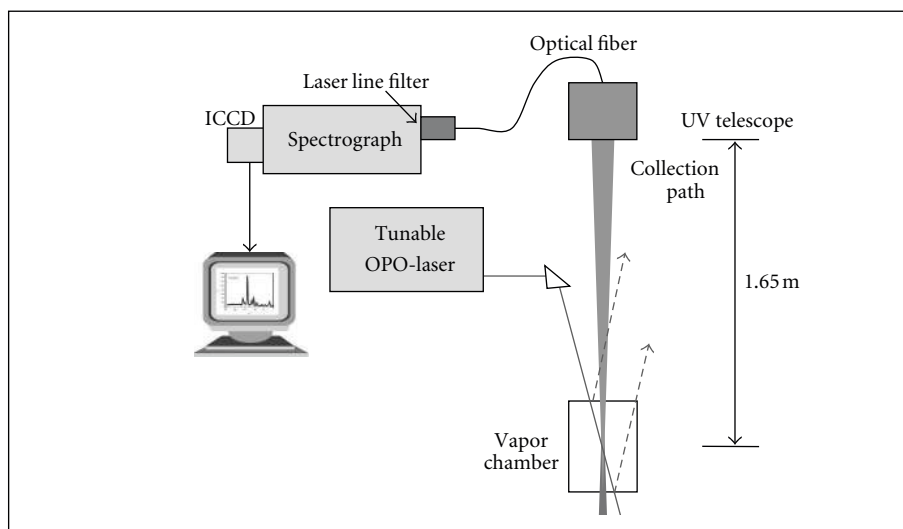 Optical fiber
Laser line filter
ICCD
Spectrograph
UV telescope
Collection
path
Tunable
OPO-laser
1.65 m
Vapor
chamber